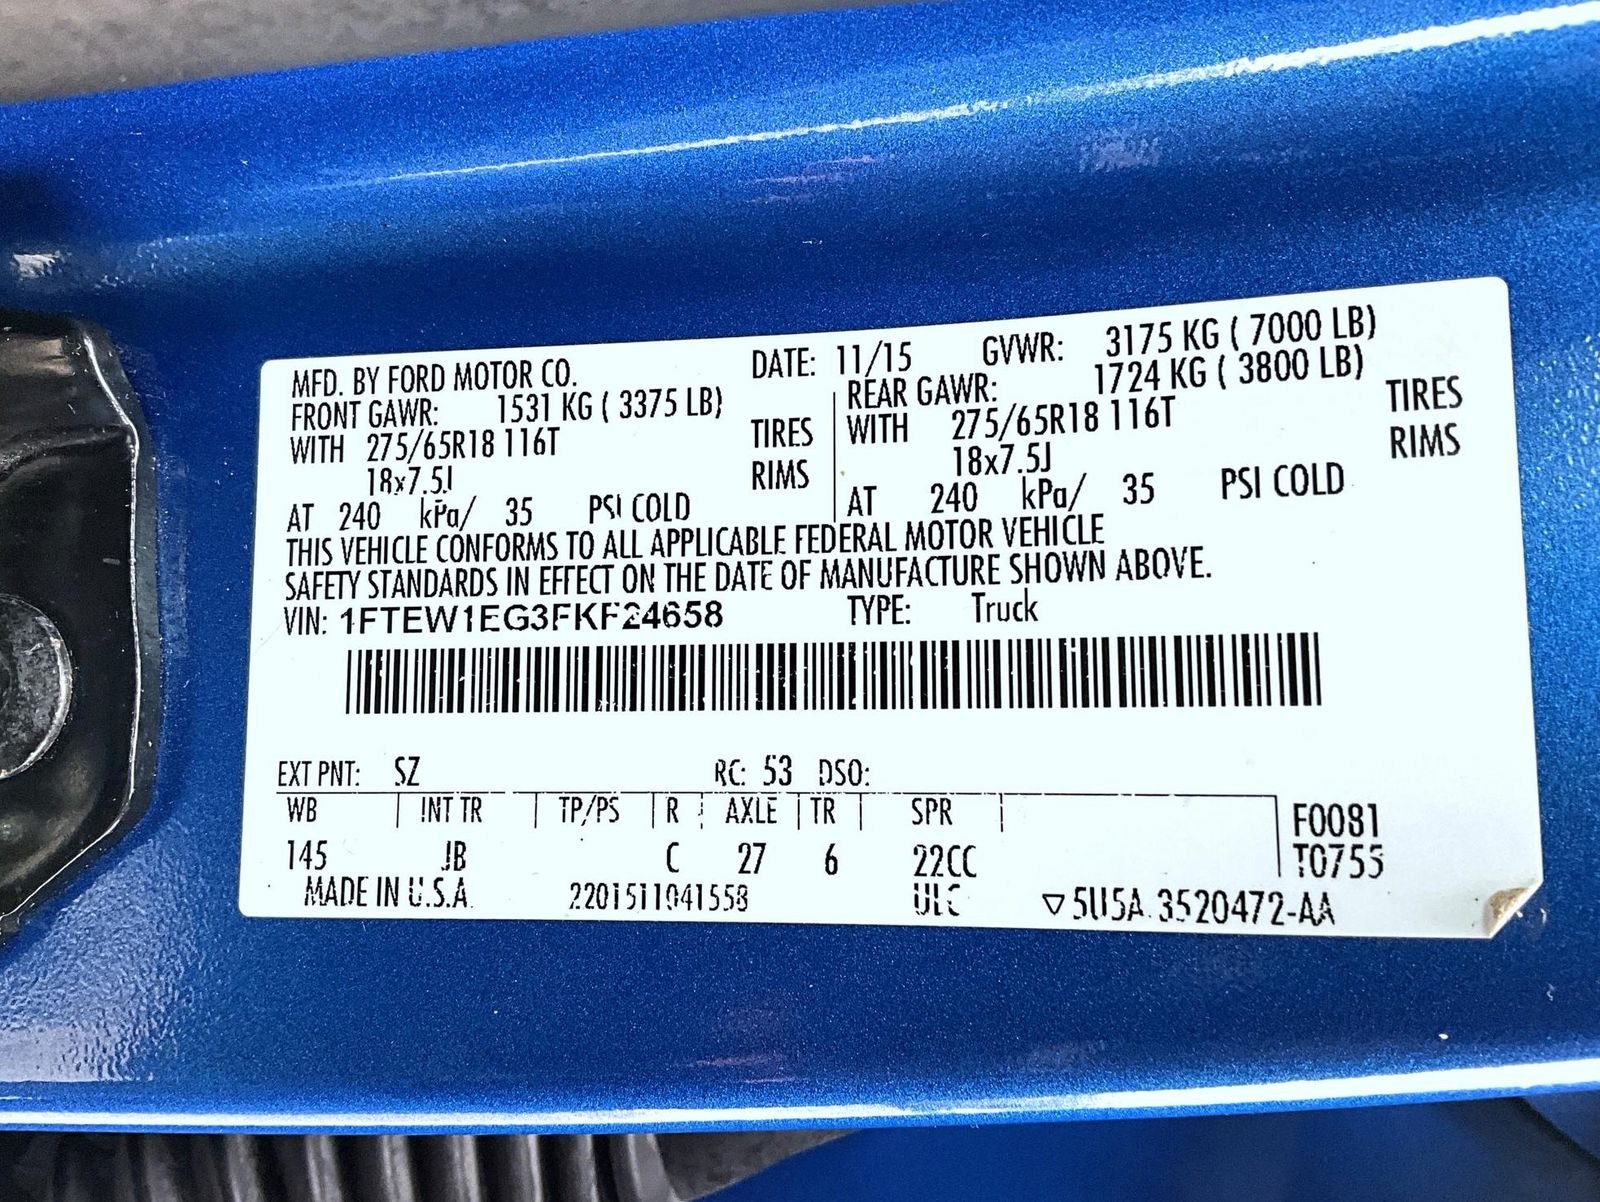 MFD. BY FORD MOTOR CO. DATE: 11/15 GVWR: 3175 KG ( 7000 LB)
FRONT GAWR: 1531 KG ( 3375 LB) REAR GAWR: 1724 KG ( 3800 LB)
WITH 275/65R18 116T TIRES WITH 275/65R18 116T TIRES
18x7.5J RIMS 18x7.5J RIMS
AT 240 kPa/ 35 PSI COLD AT 240 kPa/ 35 PSI COLD
THIS VEHICLE CONFORMS TO ALL APPLICABLE FEDERAL MOTOR VEHICLE
SAFETY STANDARDS IN EFFECT ON THE DATE OF MANUFACTURE SHOWN ABOVE.
VIN: 1FTEW1EG3FKF24658 TYPE: Truck
EXT PNT: SZ RC: 53 DSO:
WB INT TR TP/PS R AXLE TR SPR F0081
145 JB C 27 6 22CC T0755
MADE IN U.S.A. 2201511041558 ▽5U5A 3520472-AA